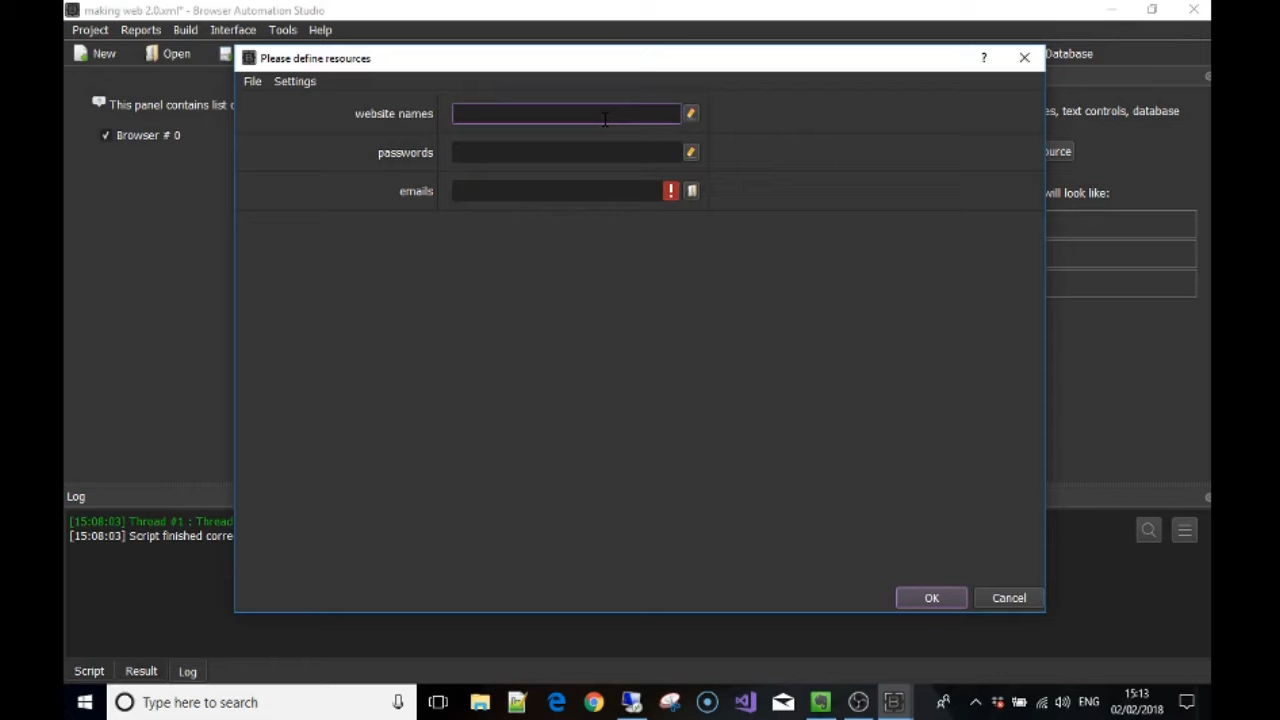 making web 2.0.xml* - Browser Automation Studio
Project Reports Build Interface Tools Help
New Open Database
Please define resources ?
File Settings
This panel contains list
Browser # 0
website names
passwords
emails !
es, text controls, database
ource
will look like:
Log
[15:08:03] Thread #1 : Thread
[15:08:03] Script finished corre
OK Cancel
Script Result Log
Type here to search
ENG
15:13
02/02/2018